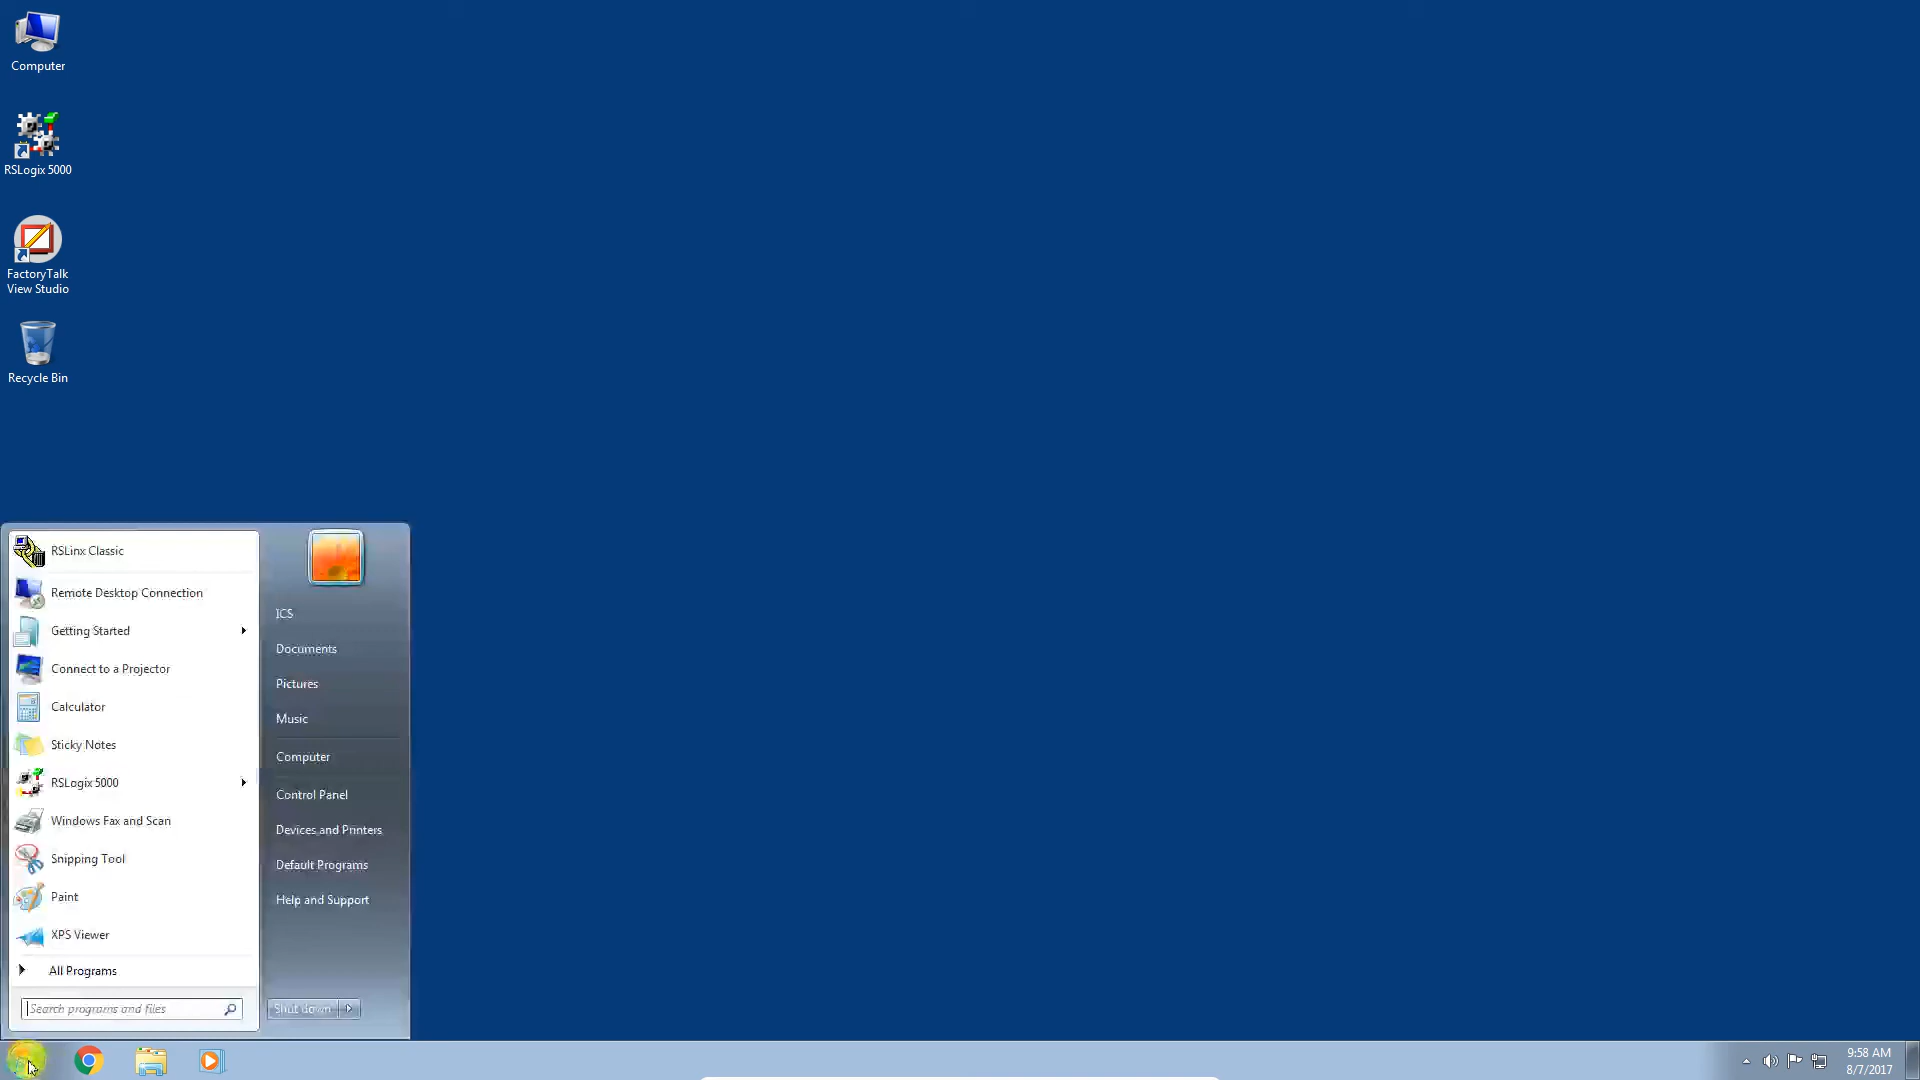 Computer
RSLogix 5000
FactoryTalk
View Studio
Recycle Bin
RSLinx Classic
Remote Desktop Connection
Getting Started
Connect to a Projector
Calculator
Sticky Notes
RSLogix 5000
Windows Fax and Scan
Snipping Tool
Paint
XPS Viewer
All Programs
Search programs and files
ICS
Documents
Pictures
Music
Computer
Control Panel
Devices and Printers
Default Programs
Help and Support
Shut down
9:58 AM
8/7/2017